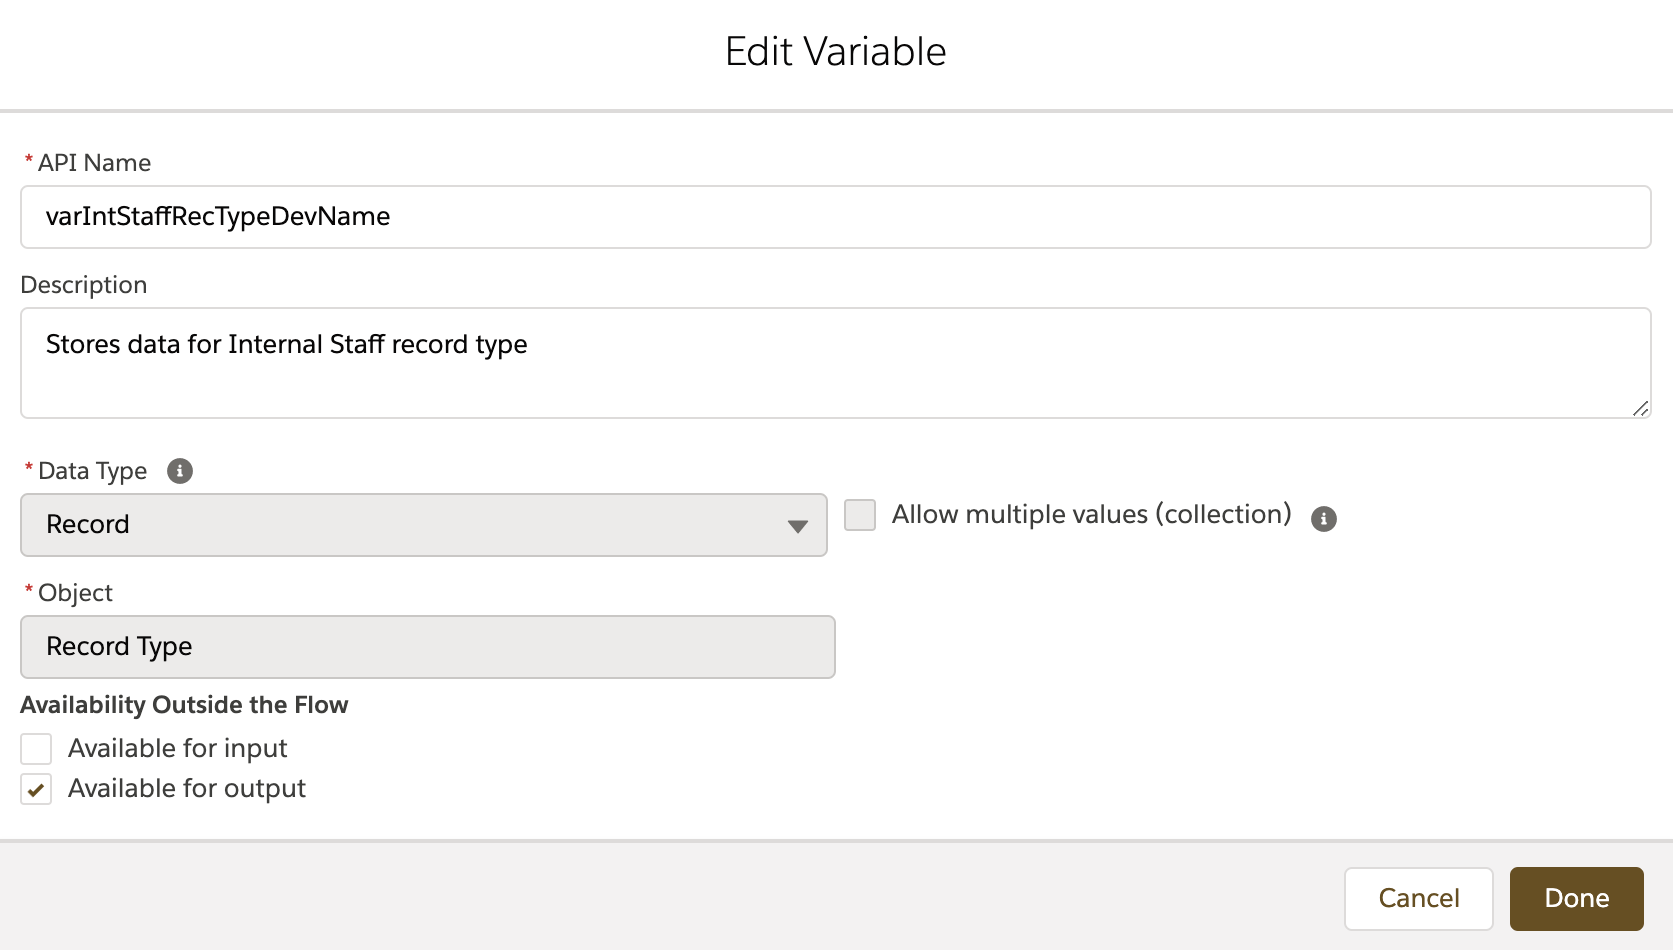 Edit Variable
* API Name
varIntStaffRecTypeDevName
Description
Stores data for Internal Staff record type
* Data Type
Record
Allow multiple values (collection)
* Object
Record Type
Availability Outside the Flow
Available for input
Available for output
Cancel
Done